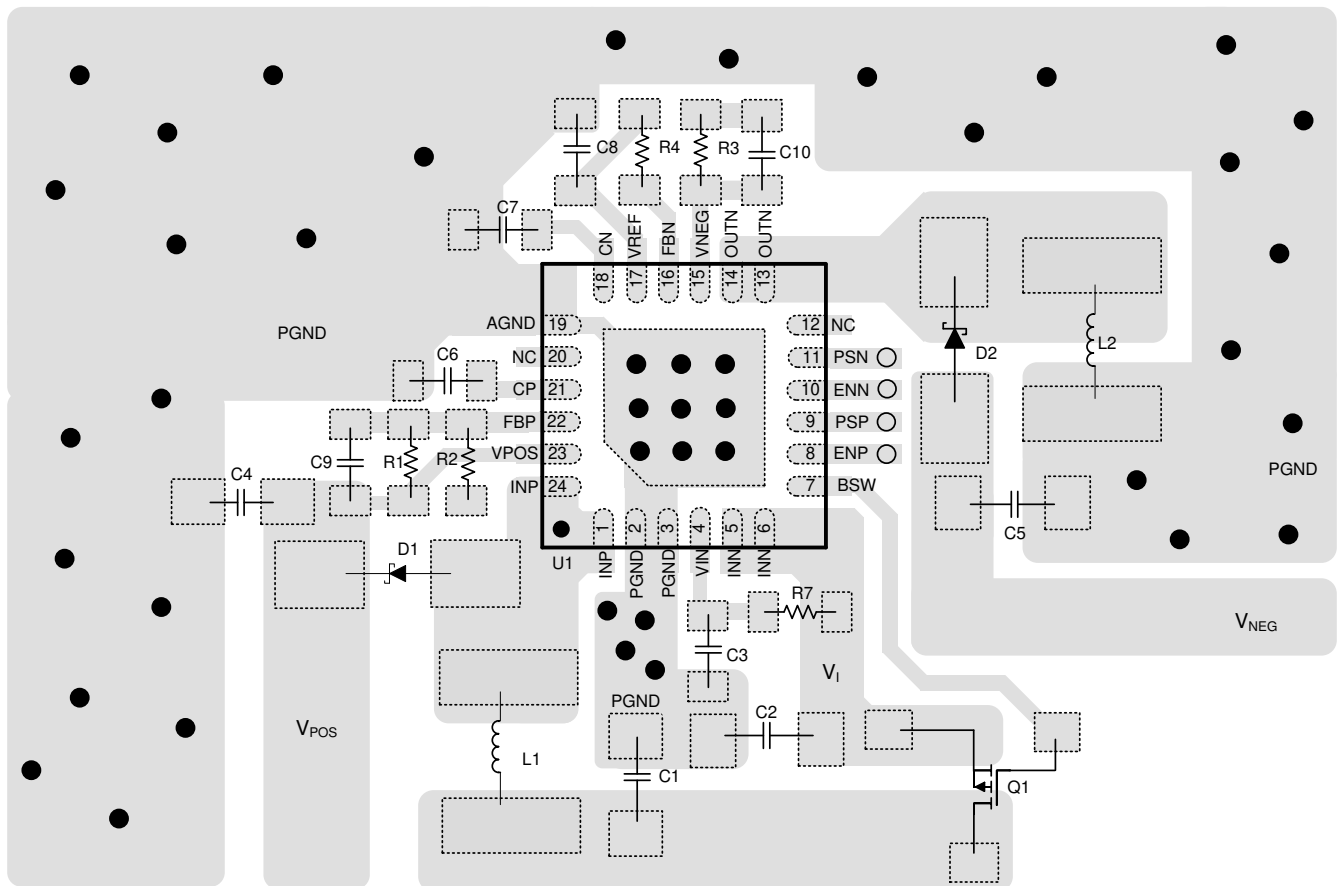 C8
R4
R3
C10
C7
CN
VREF
FBN
VNEG
OUTN
OUTN
18
17
16
15
14
13
PGND
AGND
19
12
NC
NC
20
11
PSN
C6
CP
21
10
ENN
D2
L2
FBP
22
9
PSP
C9
R1
R2
VPOS
23
8
ENP
PGND
C4
INP
24
7
BSW
C5
D1
U1
1
2
3
4
5
6
INP
PGND
PGND
VIN
INN
INN
R7
VNEG
C3
VI
PGND
VPOS
C2
L1
C1
Q1